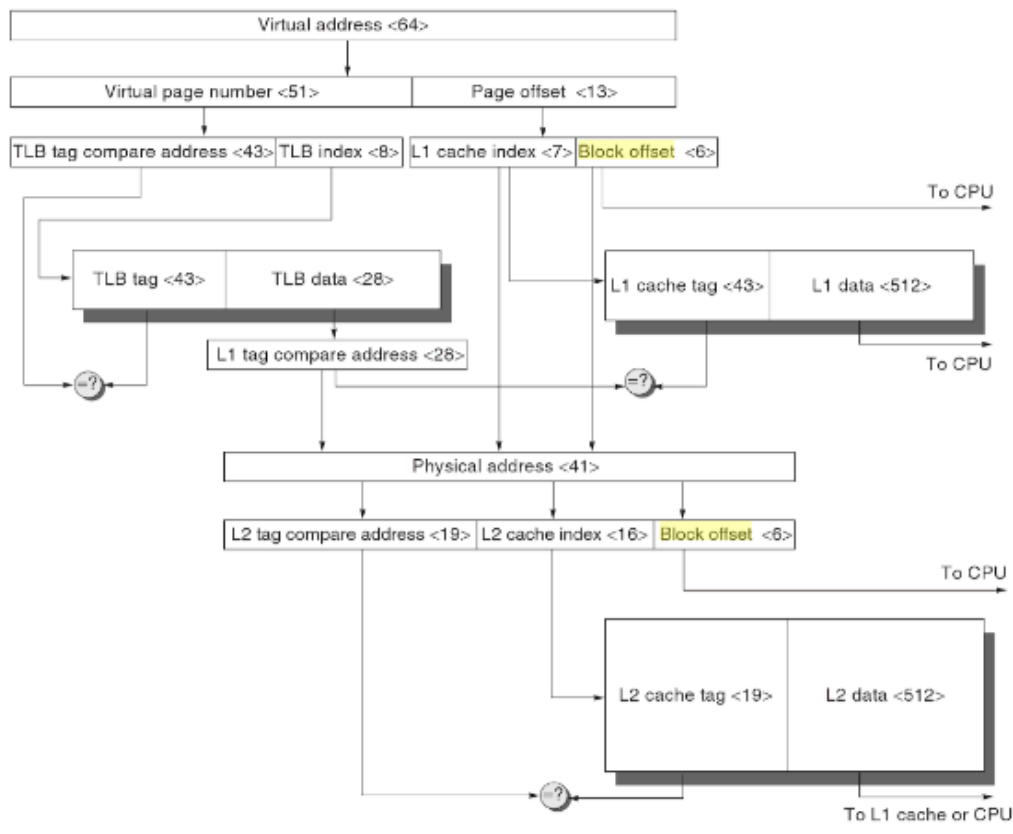 Virtual address <64>
Virtual page number <51> Page offset <13>
TLB tag compare address <43> TLB index <8> L1 cache index <7> Block offset <6>
To CPU
TLB tag <43> TLB data <28> L1 cache tag <43> L1 data <512>
L1 tag compare address <28>
To CPU
=? =?
Physical address <41>
L2 tag compare address <19> L2 cache index <16> Block offset <6>
To CPU
L2 cache tag <19> L2 data <512>
=?
To L1 cache or CPU